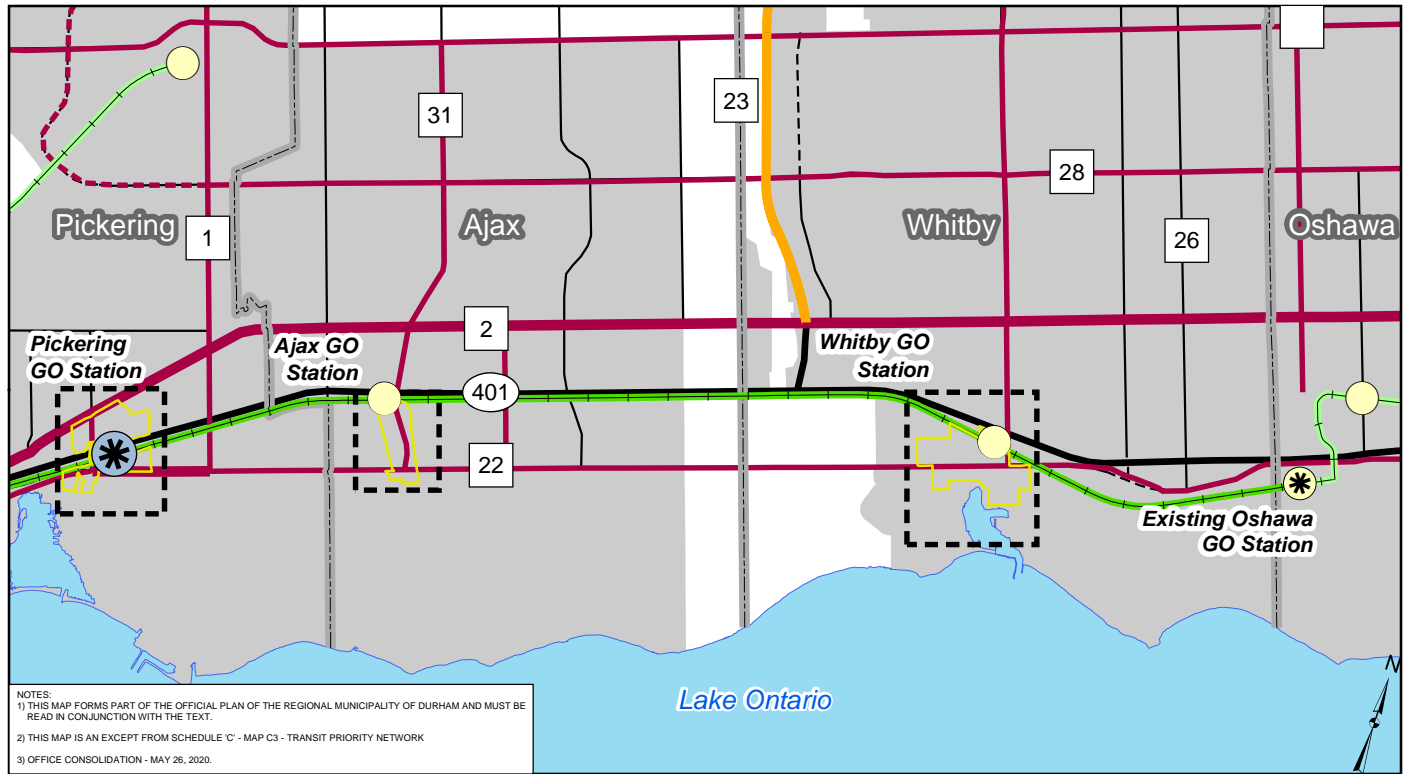 31
23
28
Pickering
1
Ajax
Whitby
26
Oshawa
2
Pickering
GO Station
Ajax GO
Station
Whitby GO
Station
401
22
Existing Oshawa
GO Station
Lake Ontario
N
NOTES:
1) THIS MAP FORMS PART OF THE OFFICIAL PLAN OF THE REGIONAL MUNICIPALITY OF DURHAM AND MUST BE
READ IN CONJUNCTION WITH THE TEXT.
2) THIS MAP IS AN EXCEPT FROM SCHEDULE 'C' - MAP C3 - TRANSIT PRIORITY NETWORK
3) OFFICE CONSOLIDATION - MAY 26, 2020.